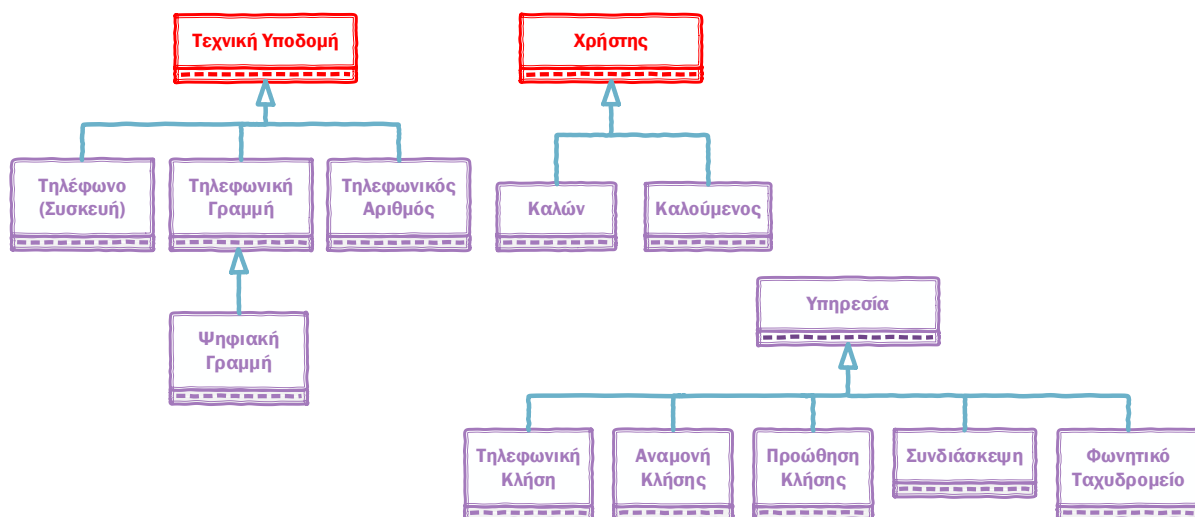 Τεχνική Υποδομή
Χρήστης
Τηλέφωνο
(Συσκευή)
Τηλεφωνική
Γραμμή
Τηλεφωνικός
Αριθμός
Καλών
Καλούμενος
Ψηφιακή
Γραμμή
Υπηρεσία
Τηλεφωνική
Κλήση
Αναμονή
Κλήσης
Προώθηση
Κλήσης
Συνδιάσκεψη
Φωνητικό
Ταχυδρομείο